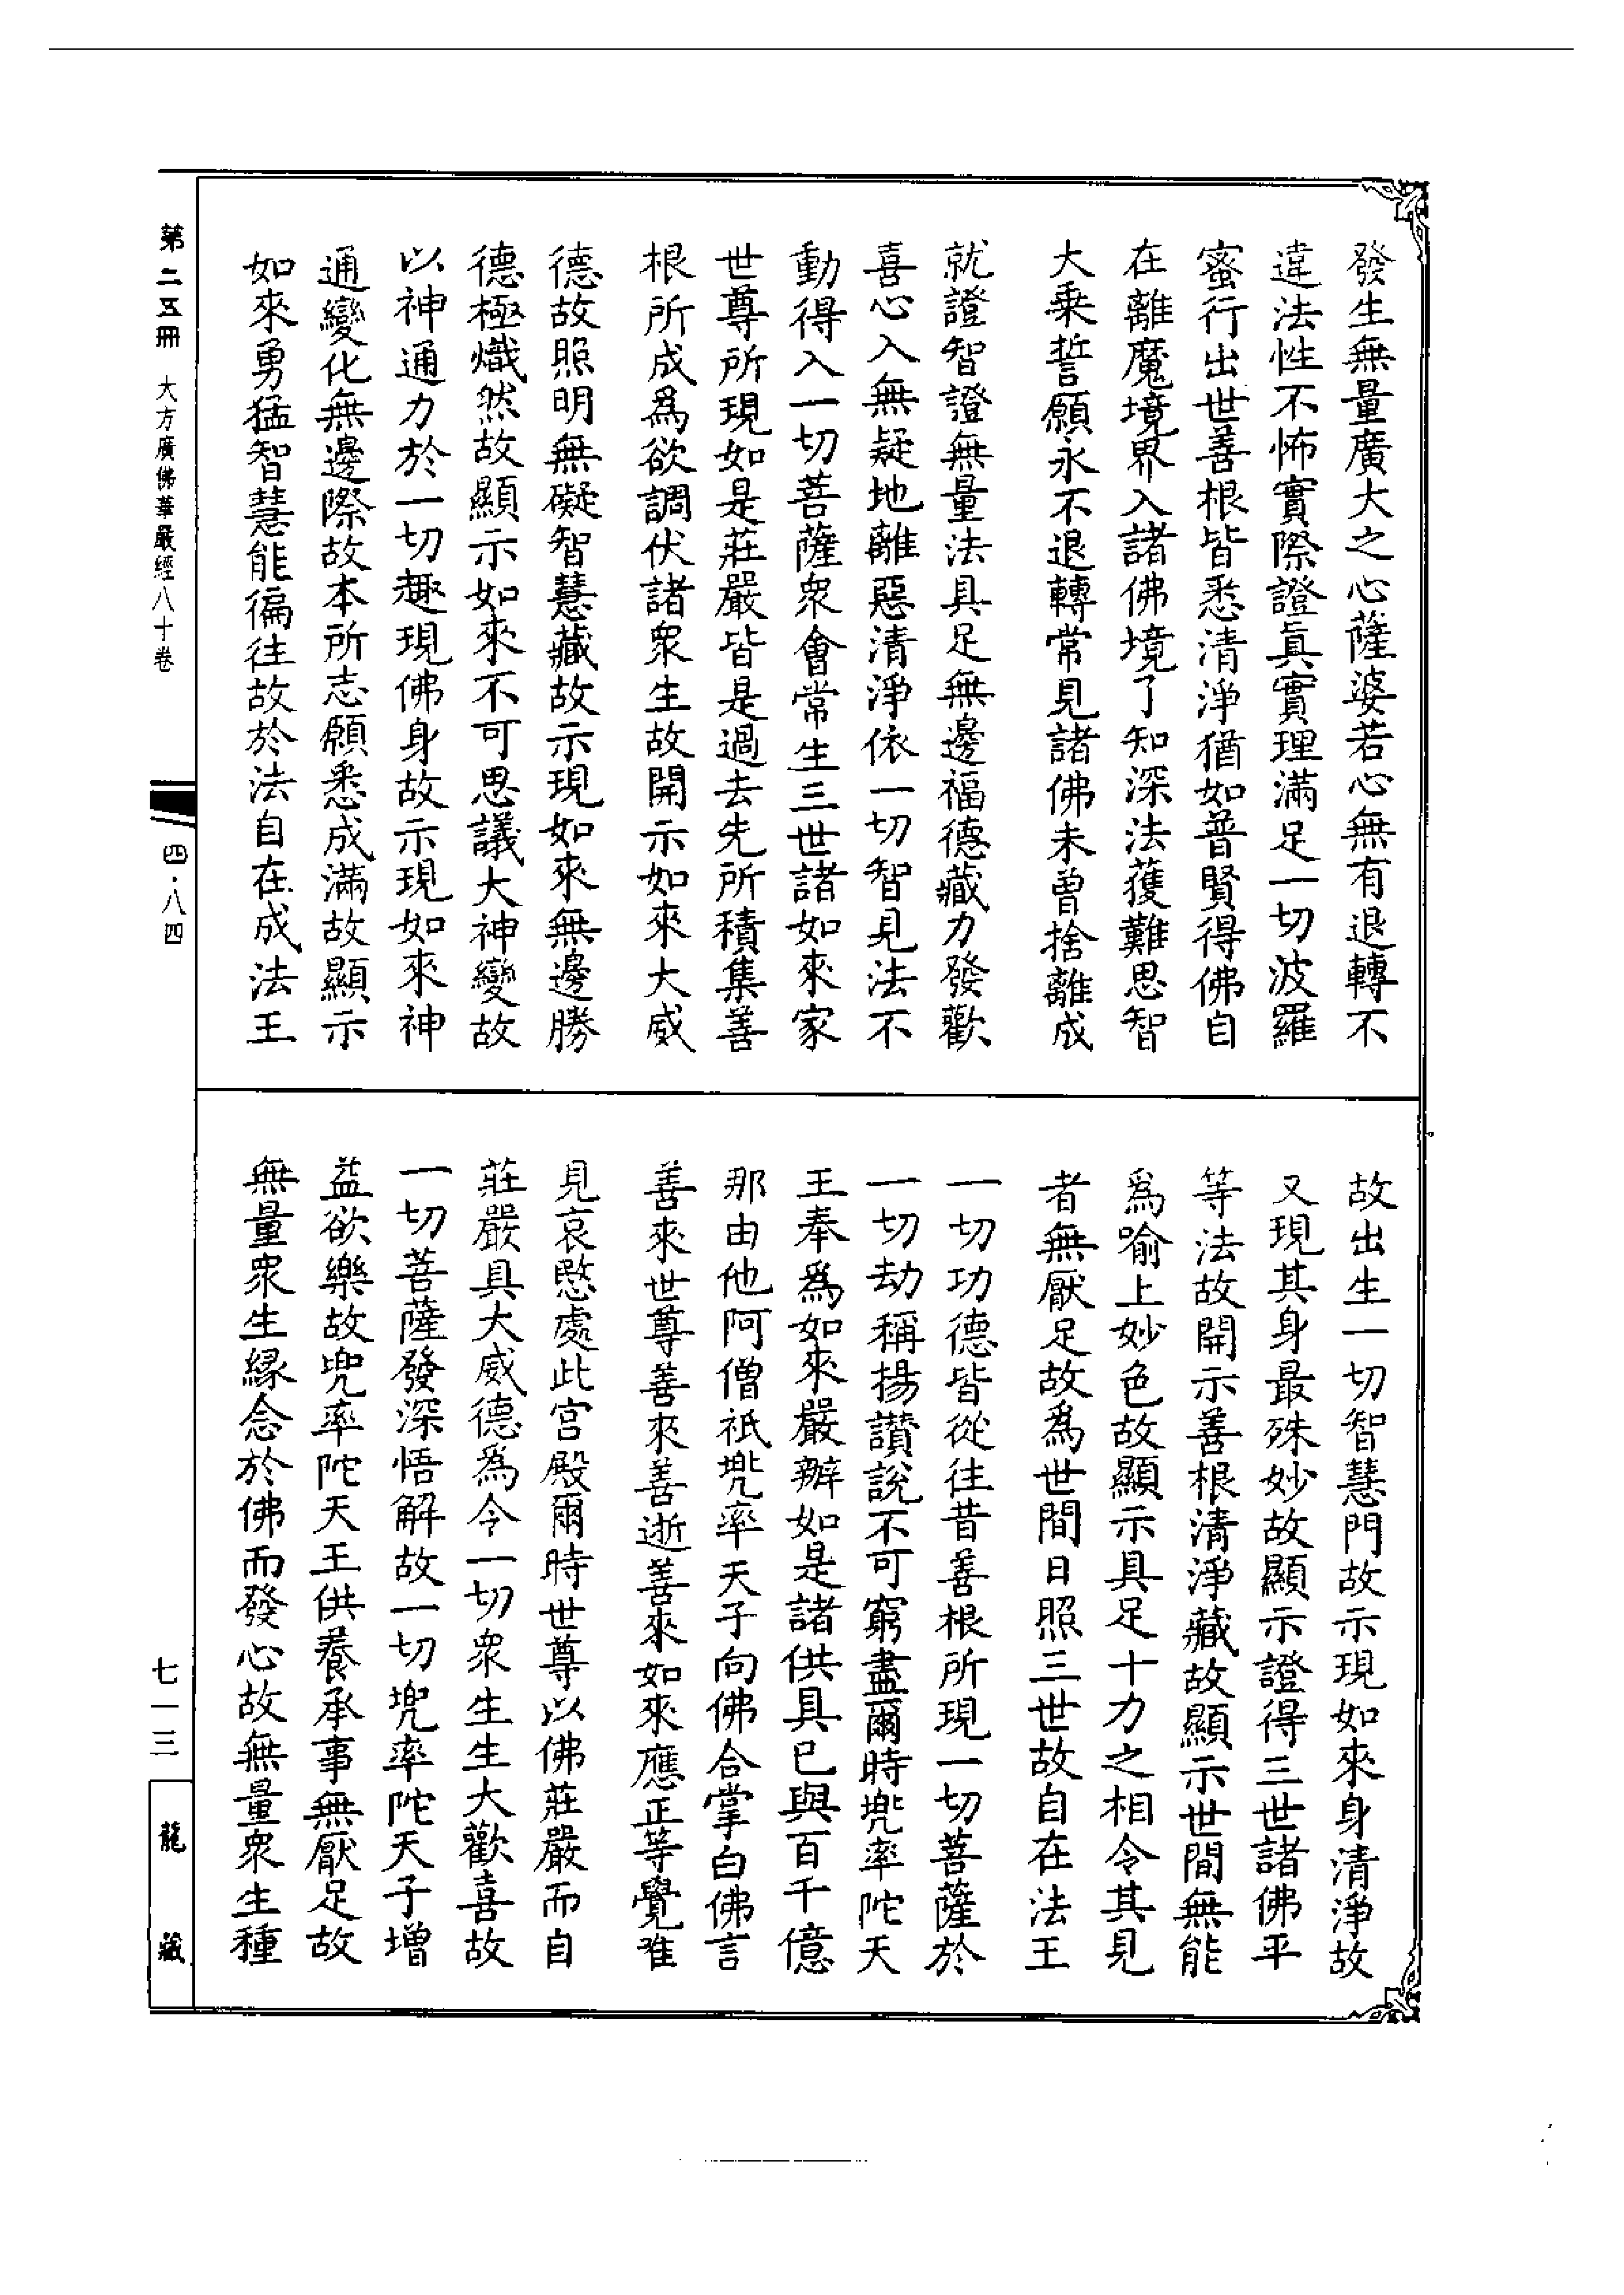 發生無量廣大之心薩婆若心無有退轉不
違法性不怖實際證眞實理滿足一切波羅
蜜行出世善根皆悉清淨猶如普賢得佛自
在離魔境界入諸佛境了知深法獲難思智
大乘誓願永不退轉常見諸佛未曾捨離成
就證智證無量法具足無邊福德藏力發歡
喜心入無疑地離惡清淨依一切智見法不
動得入一切菩薩衆會常生三世諸如來家
世尊所現如是莊嚴皆是過去先所積集善
根所成爲欲調伏諸衆生故開示如來大威
德故照明無礙智慧藏故示現如來無邊勝
德極熾然故顯示如來不可思議大神變故
以神通力於一切趣現佛身故示現如來神
通變化無邊際故本所志願悉成滿故顯示
如來勇猛智慧能徧往故於法自在成法王
故出生一切智慧門故示現如來身清淨故
又現其身最殊妙故顯示證得三世諸佛平
等法故開示善根清淨藏故顯示世間無能
爲喻上妙色故顯示具足十力之相令其見
者無厭足故爲世間日照三世故自在法王
一切功德皆從往昔善根所現一切菩薩於
一切劫稱揚讚說不可窮盡爾時兠率陀天
王奉爲如來嚴辦如是諸供具已與百千億
那由他阿僧祇兠率天子向佛合掌白佛言
善來世尊善來善逝善來如來應正等覺唯
見哀愍處此宮殿爾時世尊以佛莊嚴而自
莊嚴具大威德爲令一切衆生生大歡喜故
一切菩薩發深悟解故一切兠率陀天子增
益欲樂故兠率陀天王供養承事無厭足故
無量衆生緣念於佛而發心故無量衆生種
第二五冊 大方廣佛華嚴經八十卷
四·八四
七一三
龍藏